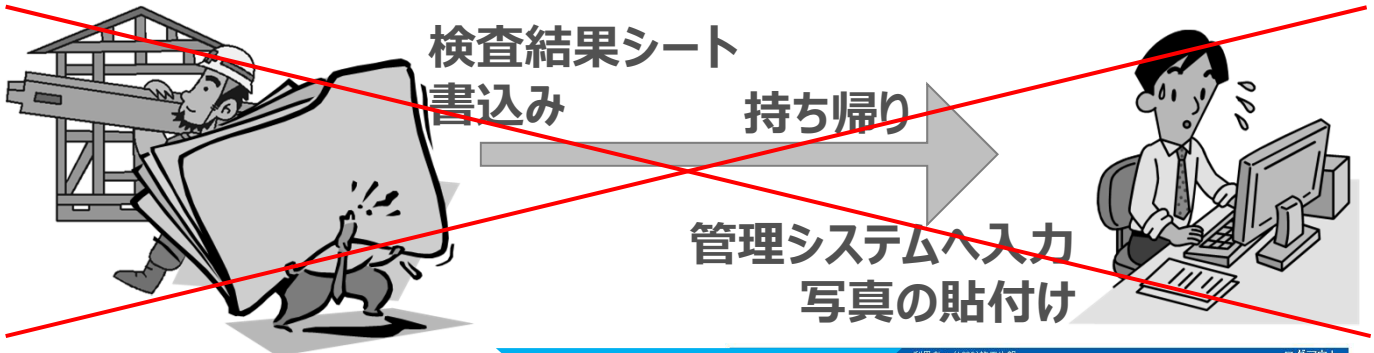 検査結果シート
書込み
持ち帰り
管理システムへ入力
写真の貼付け